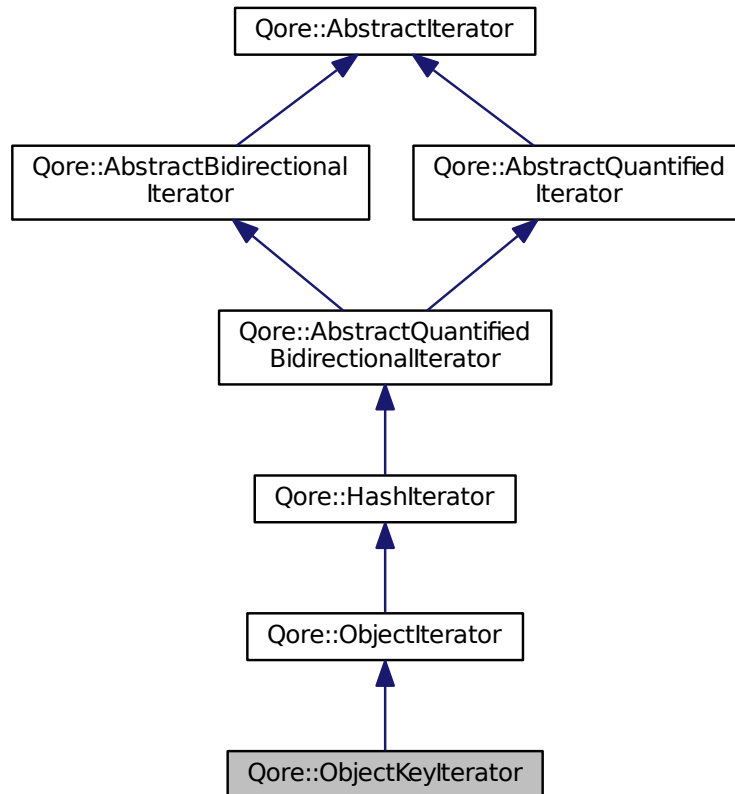 Qore::AbstractIterator
Qore::AbstractBidirectional
Iterator
Qore::AbstractQuantified
Iterator
Qore::AbstractQuantified
BidirectionalIterator
Qore::HashIterator
Qore::ObjectIterator
Qore::ObjectKeyIterator